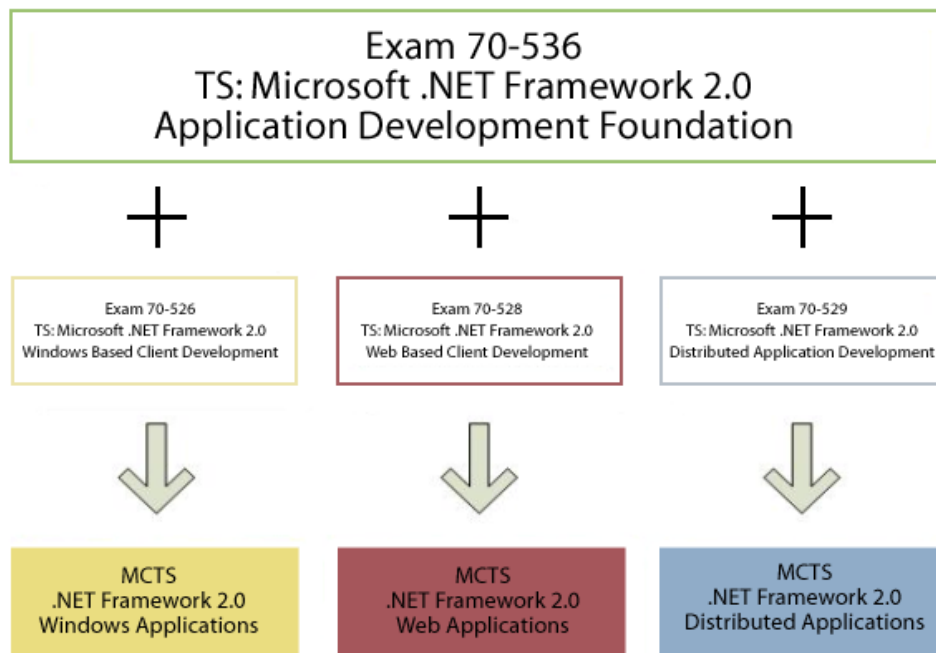 Exam 70-536
TS: Microsoft .NET Framework 2.0
Application Development Foundation
Exam 70-526
TS: Microsoft .NET Framework 2.0
Windows Based Client Development
Exam 70-528
TS: Microsoft .NET Framework 2.0
Web Based Client Development
Exam 70-529
TS: Microsoft .NET Framework 2.0
Distributed Application Development
MCTS
.NET Framework 2.0
Windows Applications
MCTS
.NET Framework 2.0
Web Applications
MCTS
.NET Framework 2.0
Distributed Applications